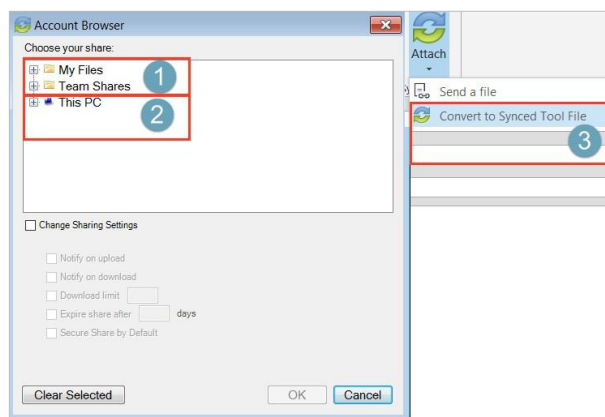 Account Browser
Choose your share:
My Files
Team Shares
1
This PC
2
Change Sharing Settings
Notify on upload
Notify on download
Download limit
Expire share after days
Secure Share by Default
Clear Selected
OK
Cancel
Attach
Send a file
Convert to Synced Tool File
3